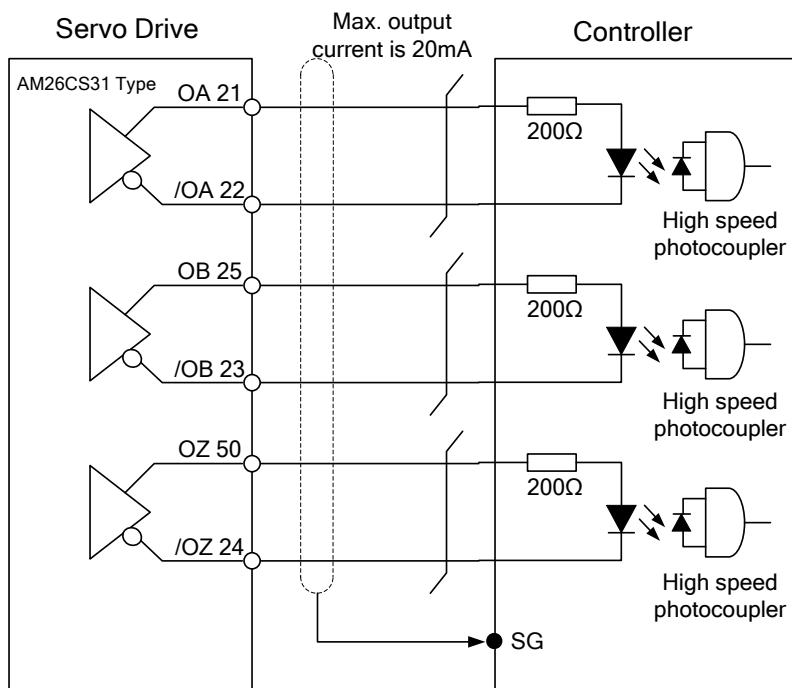 Servo Drive
Max. output
current is 20mA
Controller
AM26CS31 Type
OA 21
200Ω
/OA 22
High speed
photocoupler
OB 25
200Ω
/OB 23
High speed
photocoupler
OZ 50
200Ω
/OZ 24
High speed
photocoupler
SG